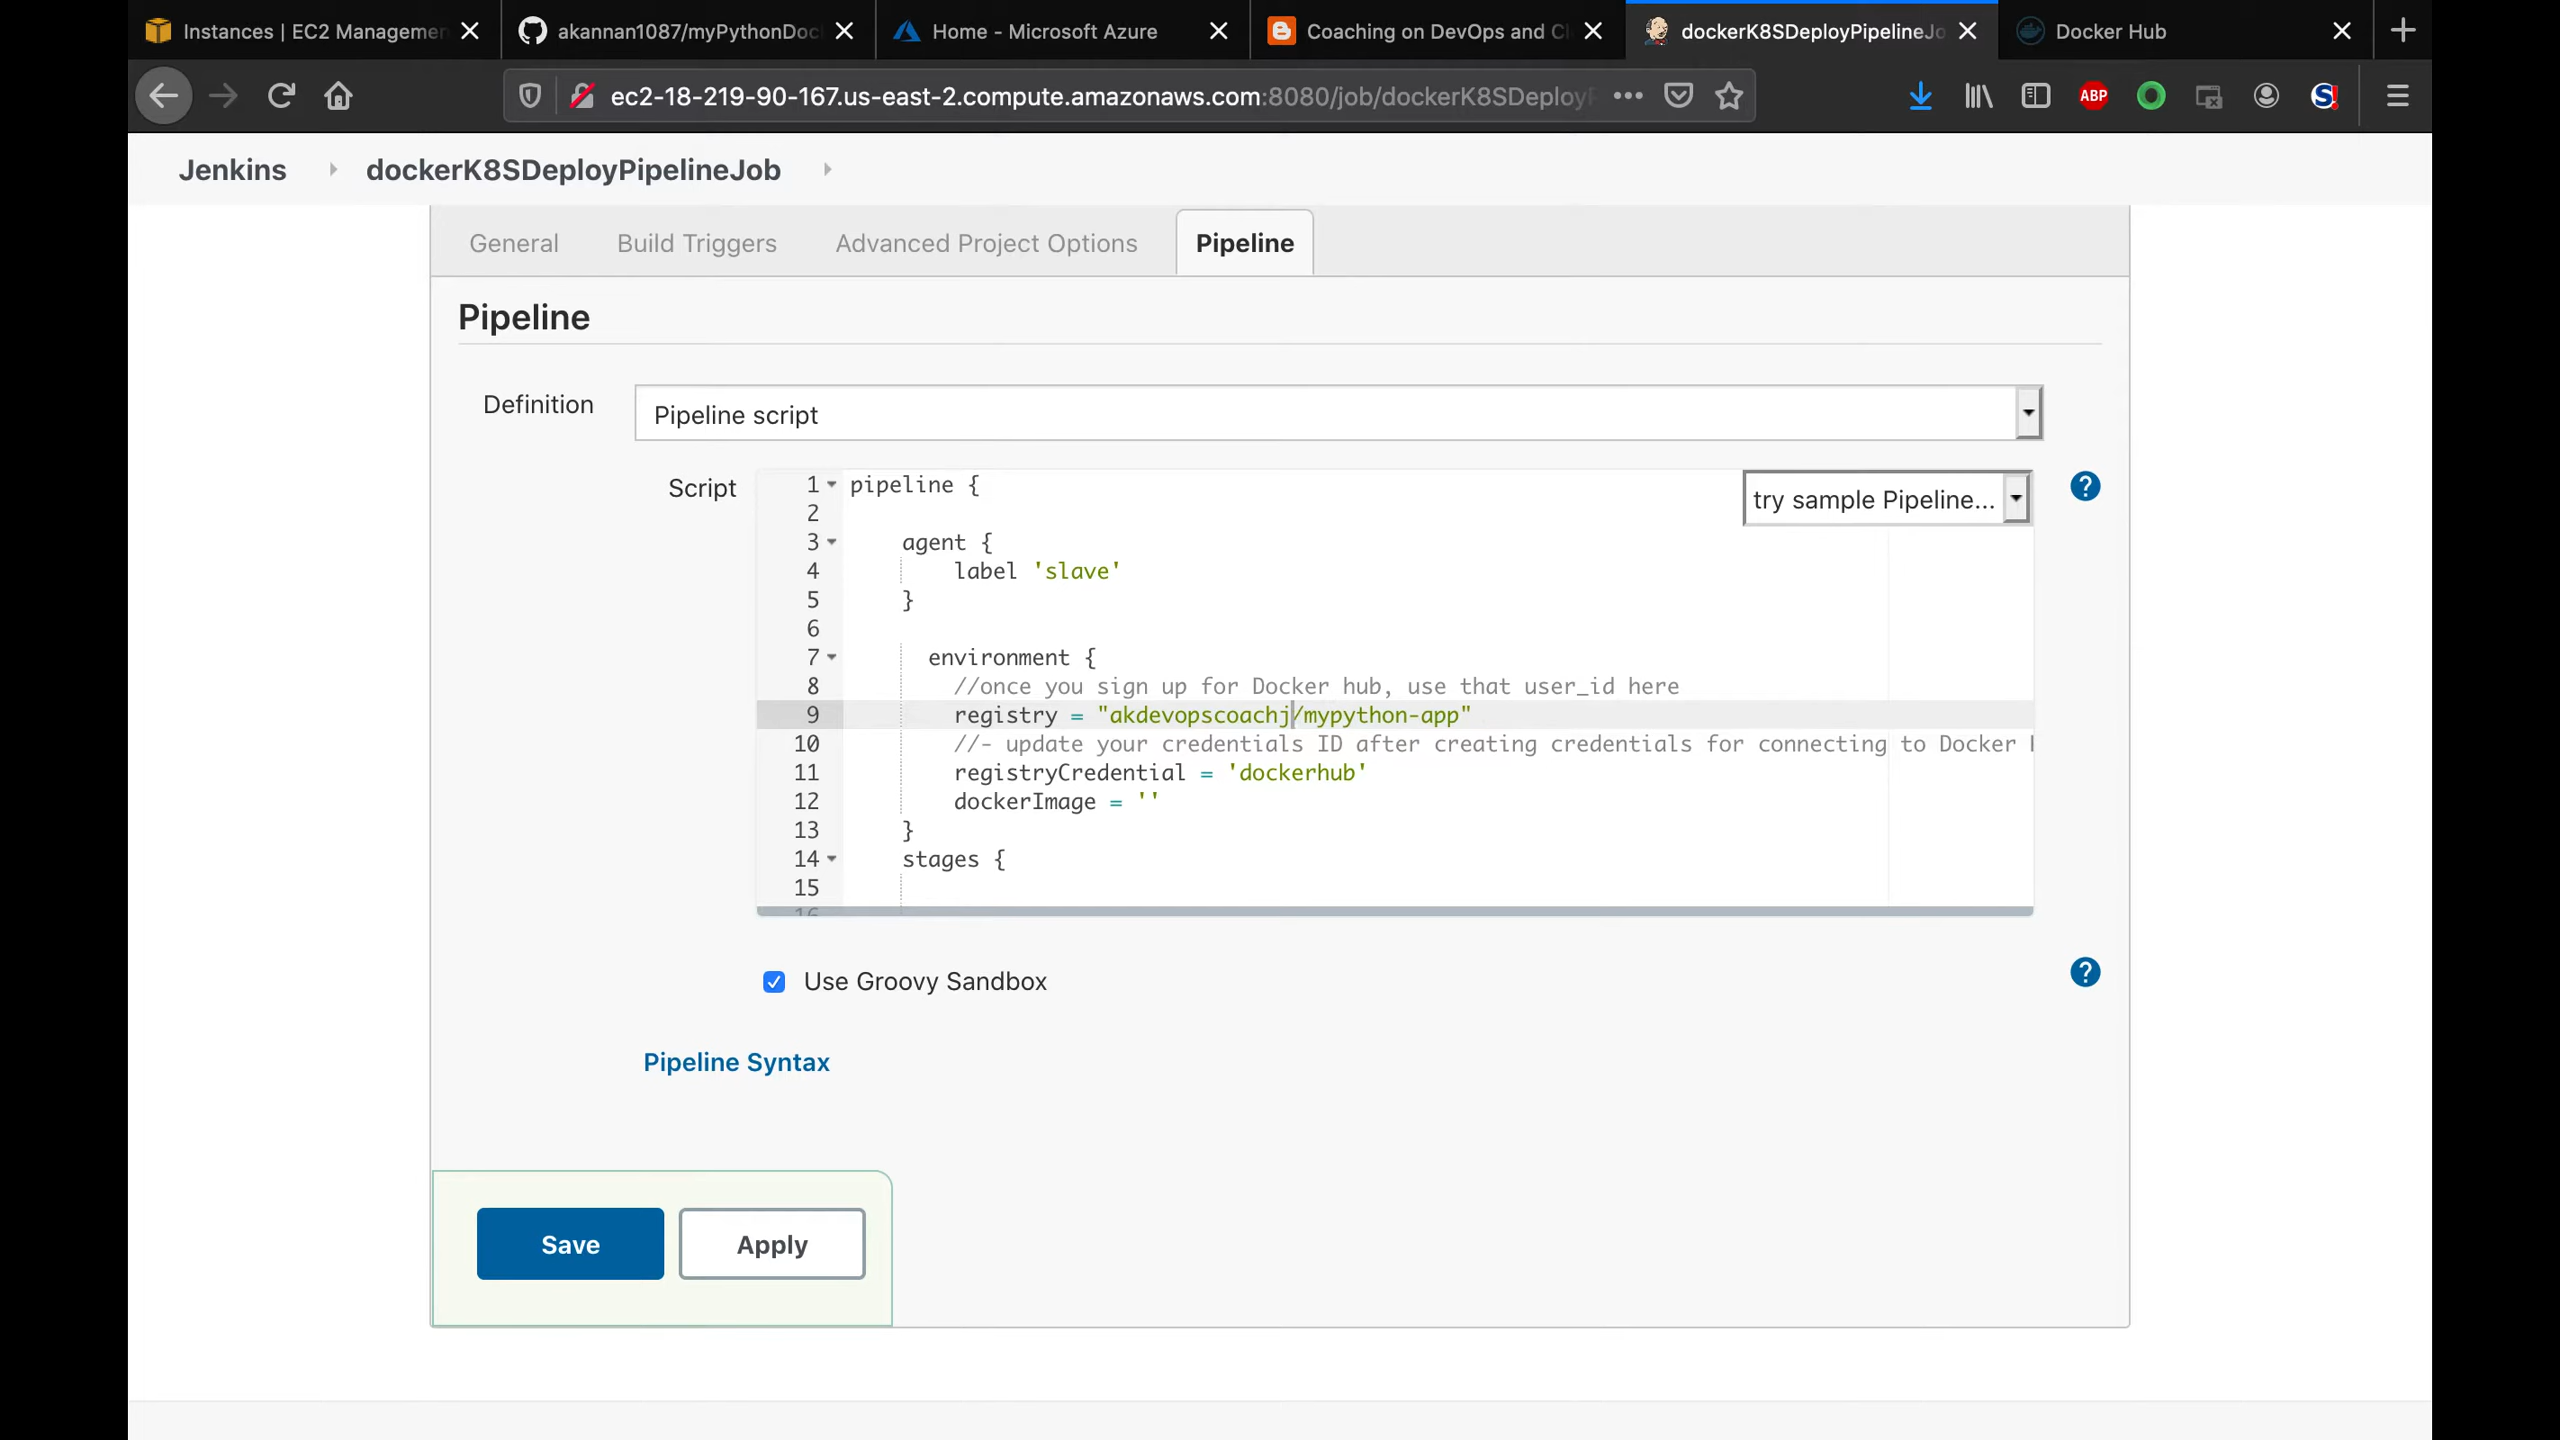 Instances | EC2 Managemen
akannan1087/myPythonDoc
Home - Microsoft Azure
Coaching on DevOps and Cl
dockerK8SDeployPipelineJo
Docker Hub
ec2-18-219-90-167.us-east-2.compute.amazonaws.com:8080/job/dockerK8SDeployP
ABP
Jenkins
dockerK8SDeployPipelineJob
General
Build Triggers
Advanced Project Options
Pipeline
Pipeline
Definition
Pipeline script
Script
try sample Pipeline...
1 pipeline {
2
3 agent {
4 label 'slave'
5 }
6
7 environment {
8 //once you sign up for Docker hub, use that user_id here
9 registry = "akdevopscoachj/mypython-app"
10 //- update your credentials ID after creating credentials for connecting to Docker
11 registryCredential = 'dockerhub'
12 dockerImage = ''
13 }
14 stages {
15
Use Groovy Sandbox
Pipeline Syntax
Save
Apply